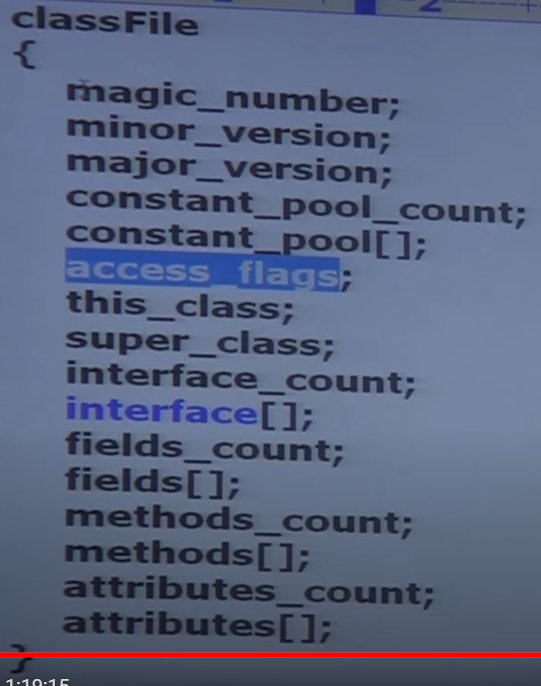 classFile
{
magic_number;
minor_version;
major_version;
constant_pool_count;
constant_pool[];
access_flags;
this_class;
super_class;
interface_count;
interface[];
fields_count;
fields[];
methods_count;
methods[];
attributes_count;
attributes[];
}
1:19:15